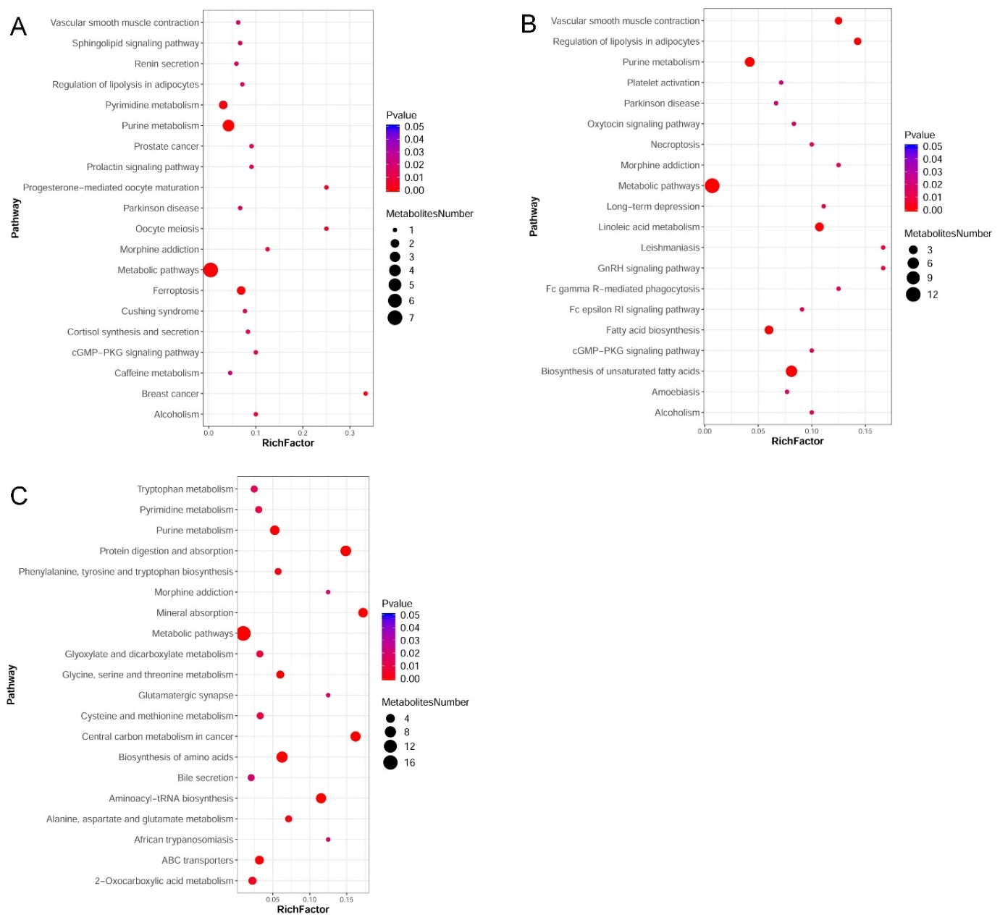 A
Vascular smooth muscle contraction
Sphingolipid signaling pathway
Renin secretion
Regulation of lipolysis in adipocytes
Pyrimidine metabolism
Purine metabolism
Prostate cancer
Prolactin signaling pathway
Progesterone−mediated oocyte maturation
Parkinson disease
Oocyte meiosis
Morphine addiction
Metabolic pathways
Ferroptosis
Cushing syndrome
Cortisol synthesis and secretion
cGMP−PKG signaling pathway
Caffeine metabolism
Breast cancer
Alcoholism
Pathway
0.0 0.1 0.2 0.3
RichFactor
Pvalue
0.05
0.04
0.03
0.02
0.01
0.00
MetabolitesNumber
1
2
3
4
5
6
7
B
Vascular smooth muscle contraction
Regulation of lipolysis in adipocytes
Purine metabolism
Platelet activation
Parkinson disease
Oxytocin signaling pathway
Necroptosis
Morphine addiction
Metabolic pathways
Long−term depression
Linoleic acid metabolism
Leishmaniasis
GnRH signaling pathway
Fc gamma R−mediated phagocytosis
Fc epsilon RI signaling pathway
Fatty acid biosynthesis
cGMP−PKG signaling pathway
Biosynthesis of unsaturated fatty acids
Amoebiasis
Alcoholism
Pathway
0.00 0.05 0.10 0.15
RichFactor
Pvalue
0.05
0.04
0.03
0.02
0.01
0.00
MetabolitesNumber
3
6
9
12
C
Tryptophan metabolism
Pyrimidine metabolism
Purine metabolism
Protein digestion and absorption
Phenylalanine, tyrosine and tryptophan biosynthesis
Morphine addiction
Mineral absorption
Metabolic pathways
Glyoxylate and dicarboxylate metabolism
Glycine, serine and threonine metabolism
Glutamatergic synapse
Cysteine and methionine metabolism
Central carbon metabolism in cancer
Biosynthesis of amino acids
Bile secretion
Aminoacyl−tRNA biosynthesis
Alanine, aspartate and glutamate metabolism
African trypanosomiasis
ABC transporters
2−Oxocarboxylic acid metabolism
Pathway
0.05 0.10 0.15
RichFactor
Pvalue
0.05
0.04
0.03
0.02
0.01
0.00
MetabolitesNumber
4
8
12
16